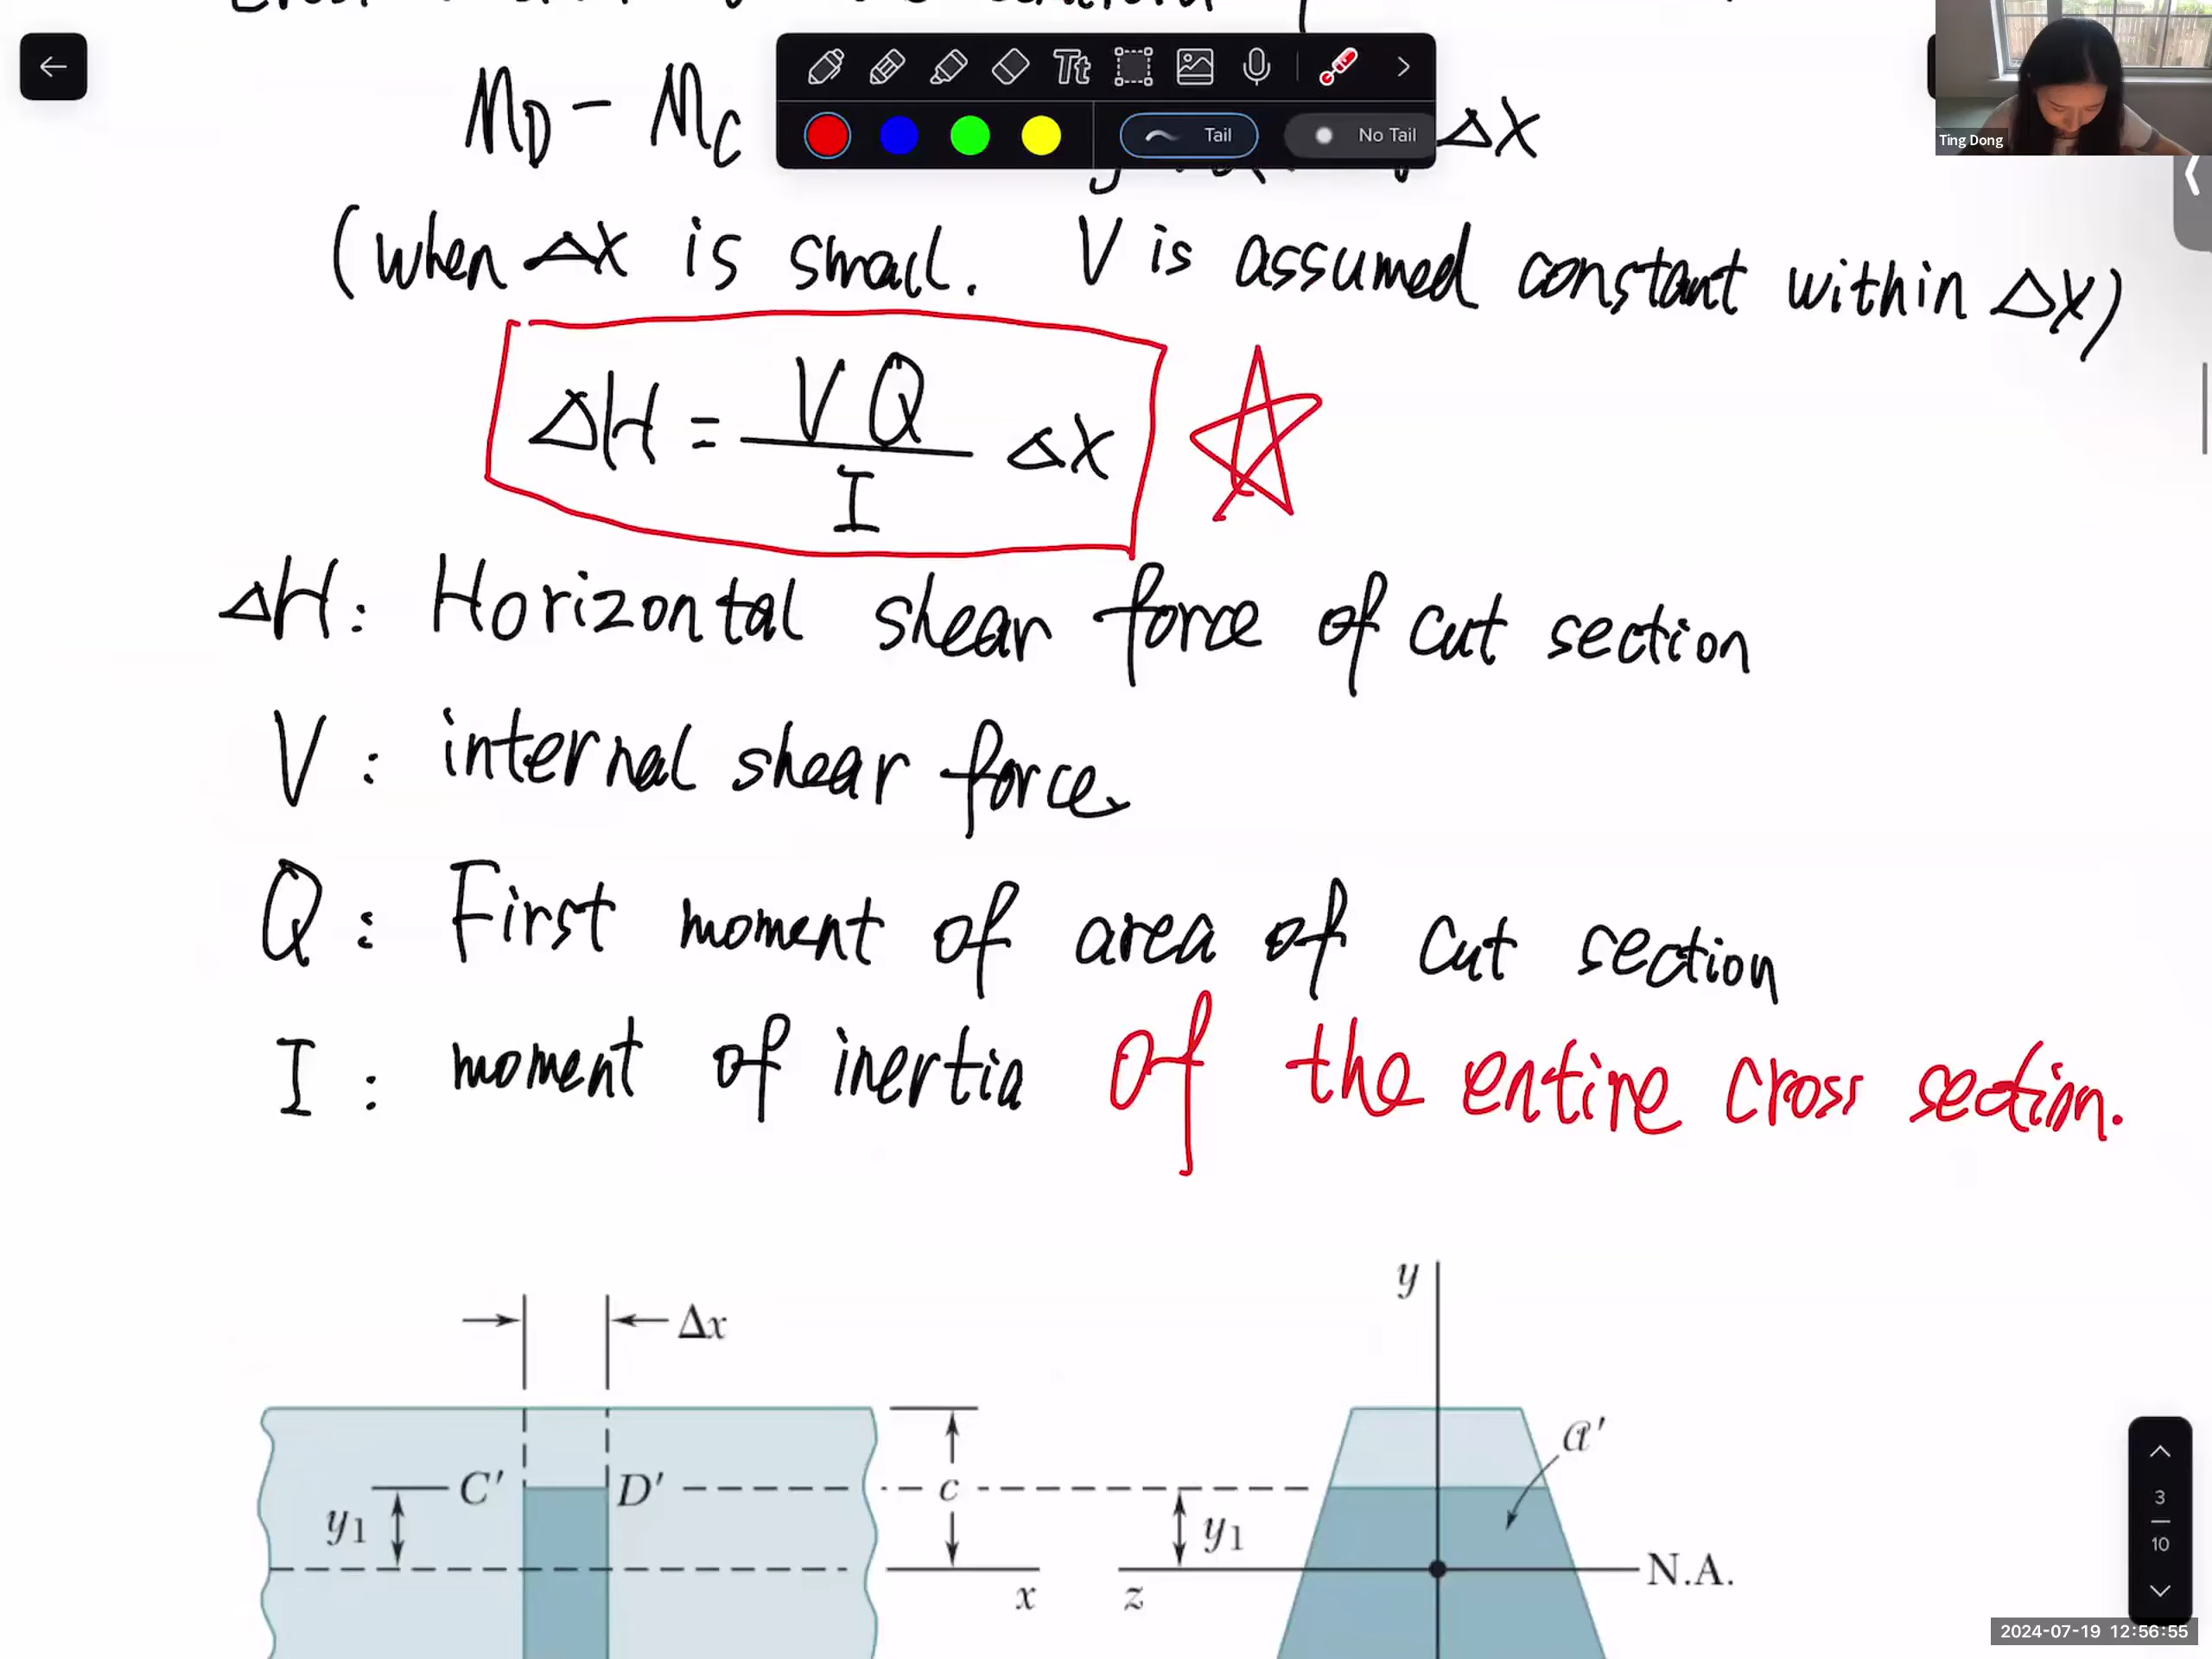 Tt
M_D - M_C
Tail
No Tail
Δx
Ting Dong
(when Δx is small. V is assumed constant within Δx)
ΔH = VQ/I Δx
ΔH: Horizontal shear force of cut section
V: internal shear force.
Q: First moment of area of cut section
I: moment of inertia of the entire cross section.
Δx
y
C'
D'
c
a'
y1
y1
x
z
N.A.
3
10
2024-07-19 12:56:55